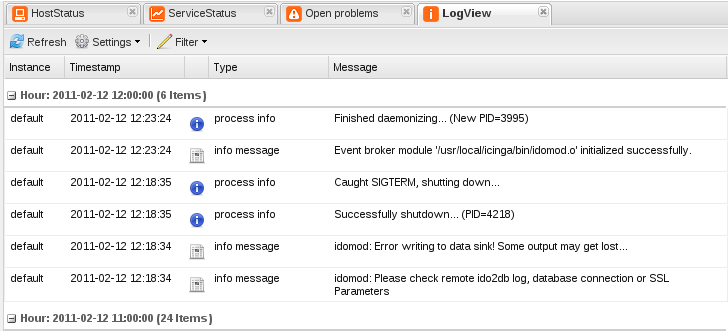 HostStatus ServiceStatus Open problems LogView
Refresh Settings Filter
Instance Timestamp Type Message
Hour: 2011-02-12 12:00:00 (6 Items)
default 2011-02-12 12:23:24 process info Finished daemonizing... (New PID=3995)
default 2011-02-12 12:23:24 info message Event broker module '/usr/local/icinga/bin/idomod.o' initialized successfully.
default 2011-02-12 12:18:35 process info Caught SIGTERM, shutting down...
default 2011-02-12 12:18:35 process info Successfully shutdown... (PID=4218)
default 2011-02-12 12:18:34 info message idomod: Error writing to data sink! Some output may get lost...
default 2011-02-12 12:18:34 info message idomod: Please check remote ido2db log, database connection or SSL
Parameters
Hour: 2011-02-12 11:00:00 (24 Items)